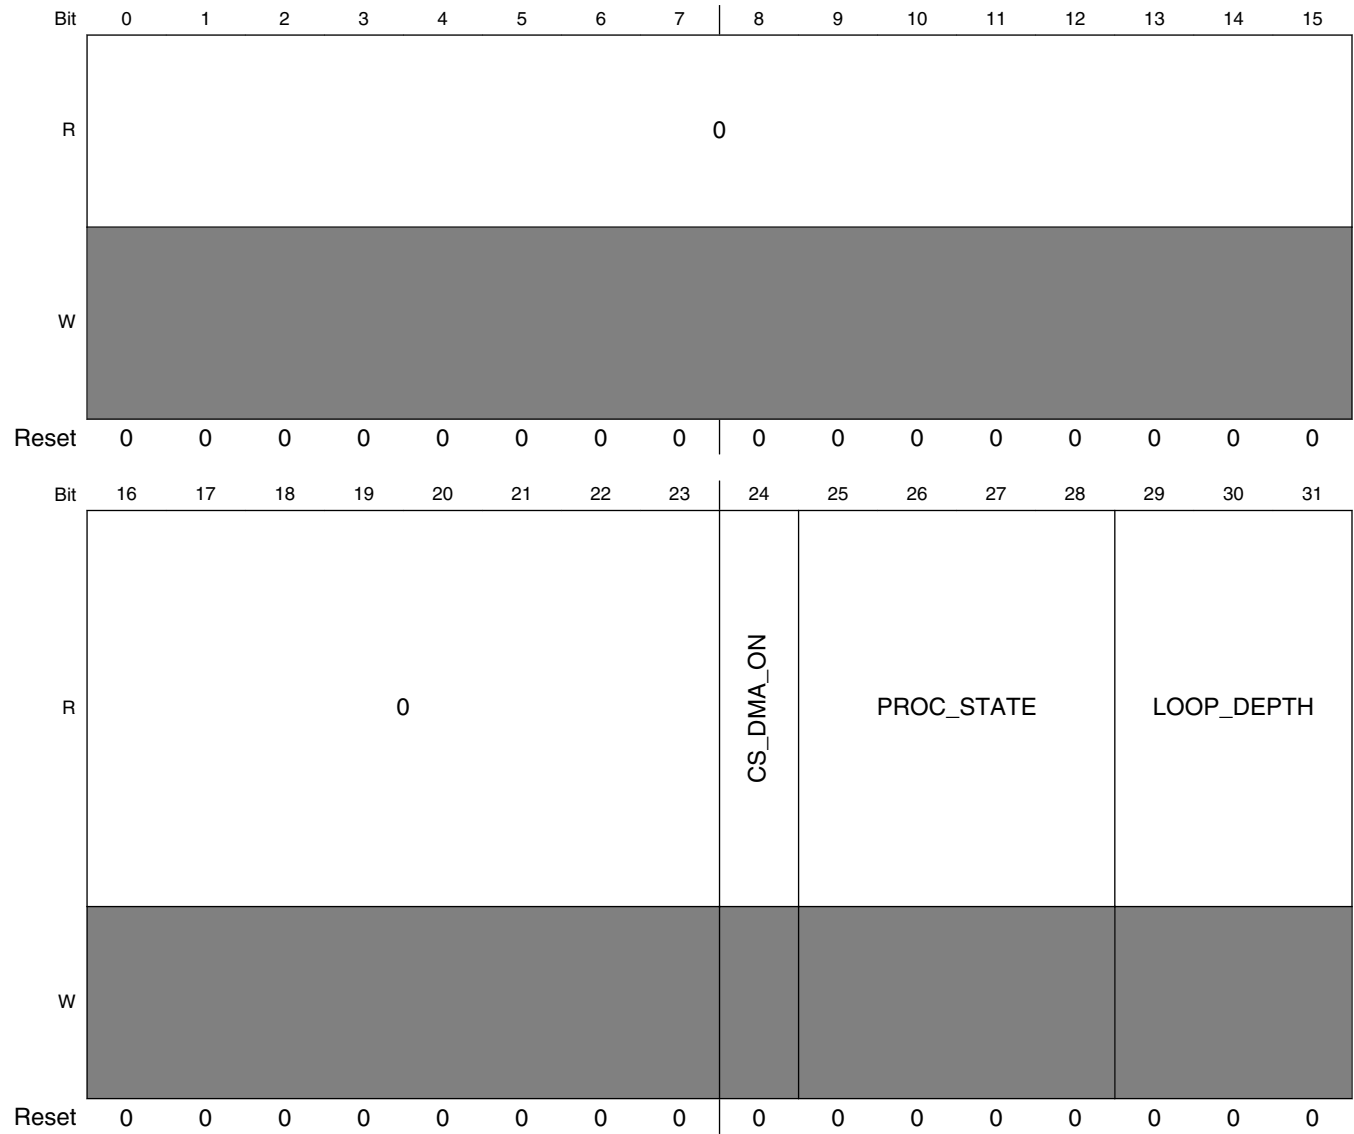 Bit 0 1 2 3 4 5 6 7 8 9 10 11 12 13 14 15
R 0
W
Reset 0 0 0 0 0 0 0 0 0 0 0 0 0 0 0 0
Bit 16 17 18 19 20 21 22 23 24 25 26 27 28 29 30 31
R 0 CS_DMA_ON PROC_STATE LOOP_DEPTH
W
Reset 0 0 0 0 0 0 0 0 0 0 0 0 0 0 0 0